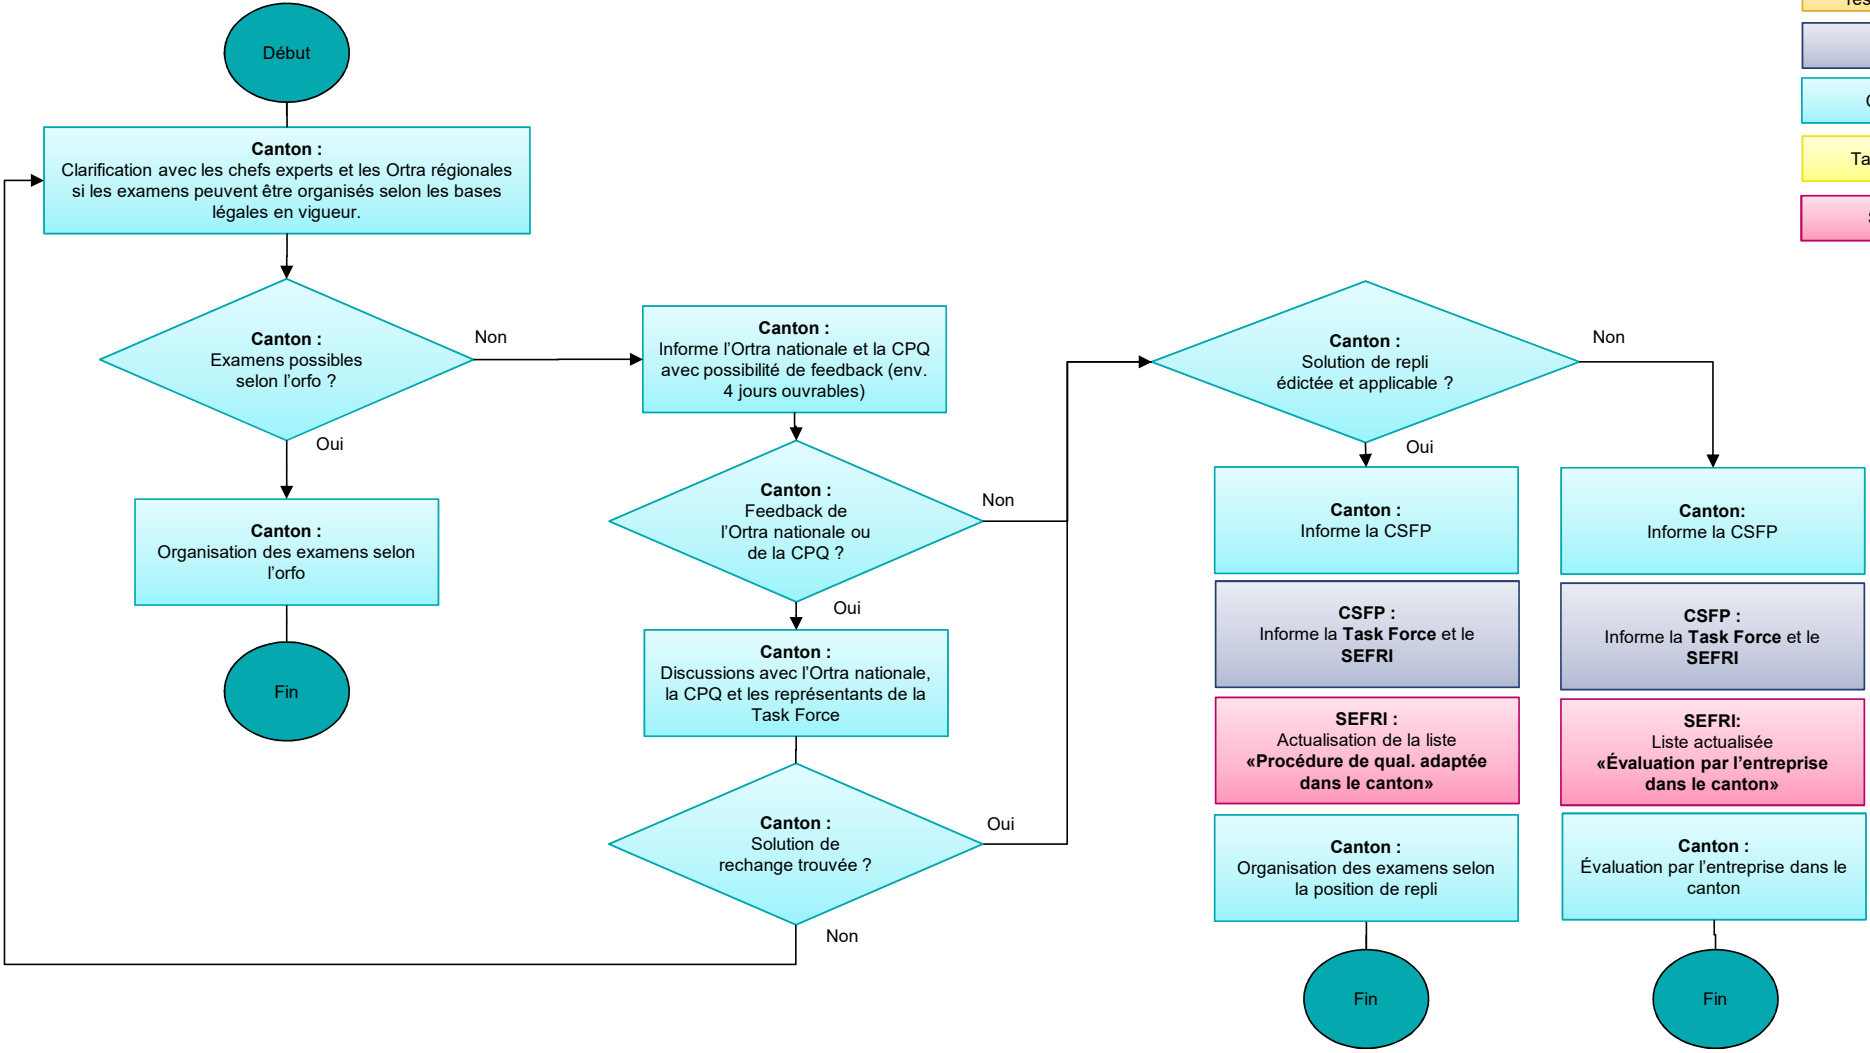 Début
Canton :
Clarification avec les chefs experts et les Ortra régionales
si les examens peuvent être organisés selon les bases
légales en vigueur.
Canton :
Examens possibles
selon l'orfo ?
Non
Oui
Canton :
Organisation des examens selon
l'orfo
Fin
Canton :
Informe l'Ortra nationale et la CPQ
avec possibilité de feedback (env.
4 jours ouvrables)
Canton :
Feedback de
l'Ortra nationale ou
de la CPQ ?
Non
Oui
Canton :
Discussions avec l'Ortra nationale,
la CPQ et les représentants de la
Task Force
Canton :
Solution de
rechange trouvée ?
Oui
Non
Canton :
Solution de repli
édictée et applicable ?
Non
Oui
Canton :
Informe la CSFP
CSFP :
Informe la Task Force et le
SEFRI
SEFRI :
Actualisation de la liste
«Procédure de qual. adaptée
dans le canton»
Canton :
Organisation des examens selon
la position de repli
Fin
Canton:
Informe la CSFP
CSFP :
Informe la Task Force et le
SEFRI
SEFRI:
Liste actualisée
«Évaluation par l'entreprise
dans le canton»
Canton :
Évaluation par l'entreprise dans le
canton
Fin